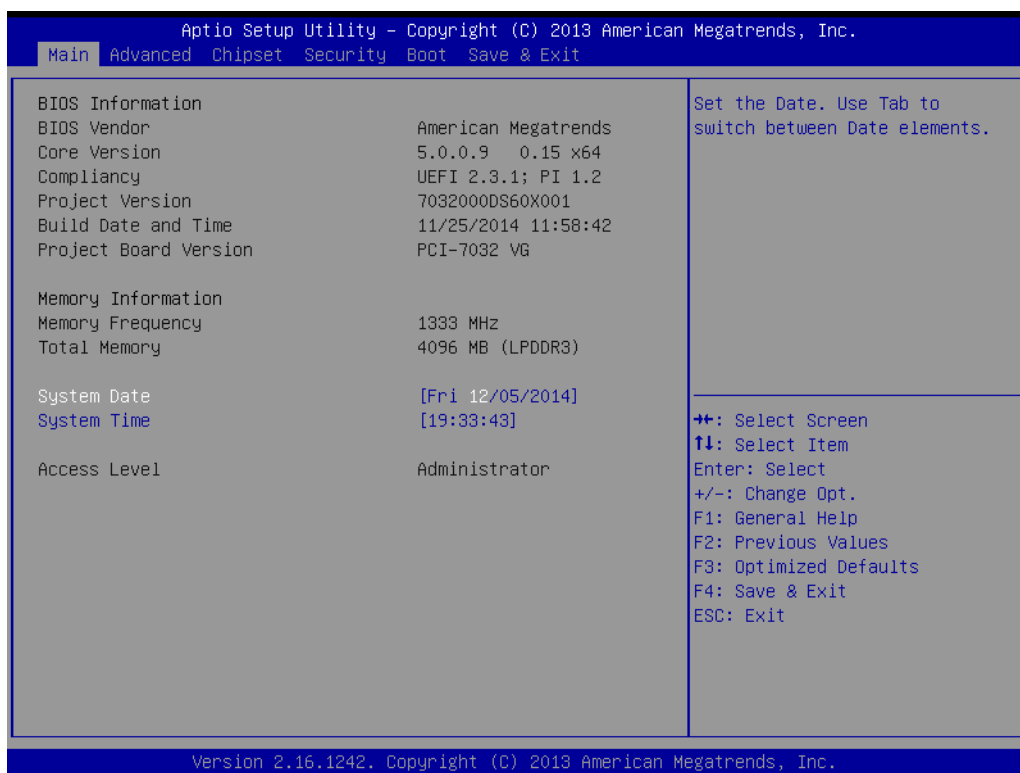 Aptio Setup Utility - Copyright (C) 2013 American Megatrends, Inc.
Main Advanced Chipset Security Boot Save & Exit
BIOS Information
BIOS Vendor American Megatrends
Core Version 5.0.0.9 0.15 x64
Compliancy UEFI 2.3.1; PI 1.2
Project Version 7032000DS60X001
Build Date and Time 11/25/2014 11:58:42
Project Board Version PCI-7032 VG
Memory Information
Memory Frequency 1333 MHz
Total Memory 4096 MB (LPDDR3)
System Date [Fri 12/05/2014]
System Time [19:33:43]
Access Level Administrator
Set the Date. Use Tab to
switch between Date elements.
→←: Select Screen
↑↓: Select Item
Enter: Select
+/-: Change Opt.
F1: General Help
F2: Previous Values
F3: Optimized Defaults
F4: Save & Exit
ESC: Exit
Version 2.16.1242. Copyright (C) 2013 American Megatrends, Inc.